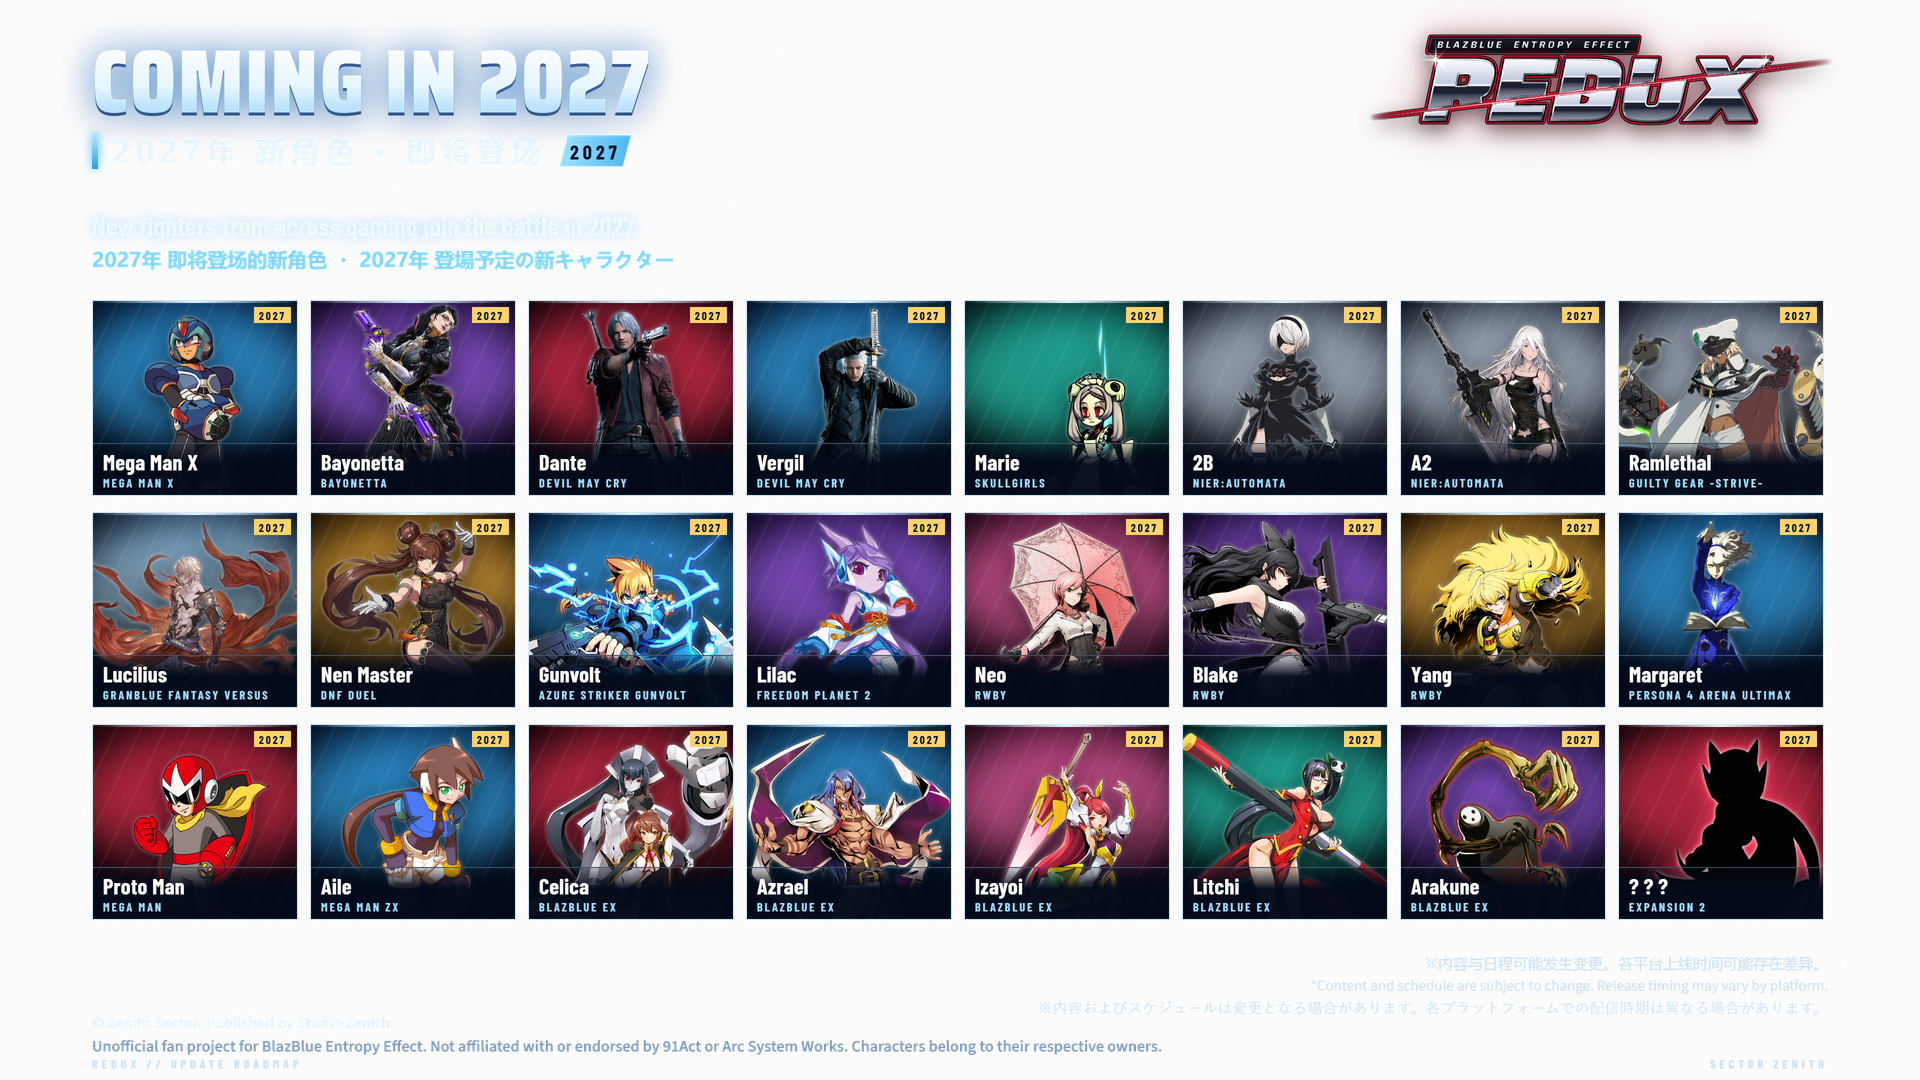 COMING IN 2027
BLAZBLUE ENTROPY EFFECT
REDUX
2027年 新角色 · 即将登场
2027
New fighters from across gaming join the battle in 2027
2027年 即将登场的新角色 · 2027年 登場予定の新キャラクター
2027
Mega Man X
MEGA MAN X
2027
Bayonetta
BAYONETTA
2027
Dante
DEVIL MAY CRY
2027
Vergil
DEVIL MAY CRY
2027
Marie
SKULLGIRLS
2027
2B
NIER:AUTOMATA
2027
A2
NIER:AUTOMATA
2027
Ramlethal
GUILTY GEAR -STRIVE-
2027
Lucilius
GRANBLUE FANTASY VERSUS
2027
Nen Master
DNF DUEL
2027
Gunvolt
AZURE STRIKER GUNVOLT
2027
Lilac
FREEDOM PLANET 2
2027
Neo
RWBY
2027
Blake
RWBY
2027
Yang
RWBY
2027
Margaret
PERSONA 4 ARENA ULTIMAX
2027
Proto Man
MEGA MAN
2027
Aile
MEGA MAN ZX
2027
Celica
BLAZBLUE EX
2027
Azrael
BLAZBLUE EX
2027
Izayoi
BLAZBLUE EX
2027
Litchi
BLAZBLUE EX
2027
Arakune
BLAZBLUE EX
2027
? ? ?
EXPANSION 2
※内容与日程可能发生变更。各平台上线时间可能存在差异。
*Content and schedule are subject to change. Release timing may vary by platform.
※内容およびスケジュールは変更となる場合があります。各プラットフォームでの配信時期は異なる場合があります。
© Zenith Sector. Published by Studio Zenith.
Unofficial fan project for BlazBlue Entropy Effect. Not affiliated with or endorsed by 91Act or Arc System Works. Characters belong to their respective owners.
REDUX // UPDATE ROADMAP
SECTOR ZENITH